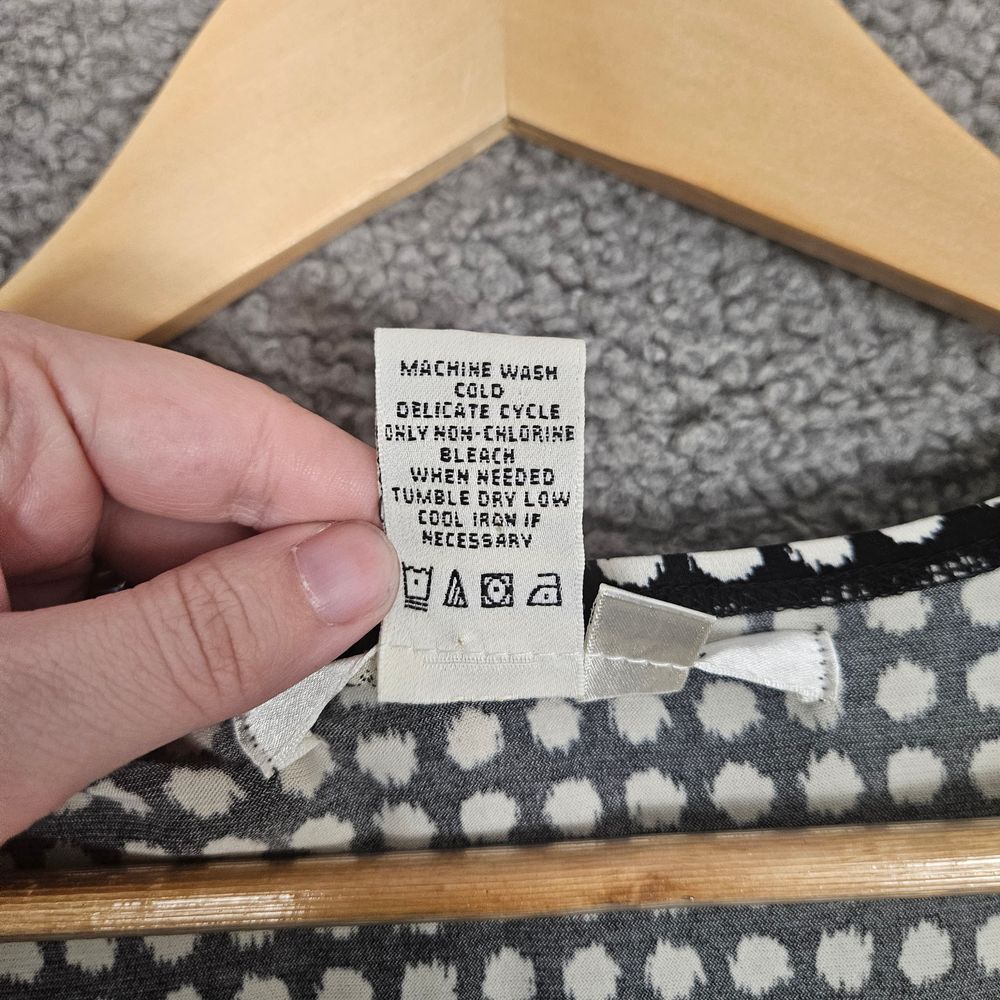 MACHINE WASH
COLD
DELICATE CYCLE
ONLY NON-CHLORINE
BLEACH
WHEN NEEDED
TUMBLE DRY LOW
COOL IRON IF
NECESSARY